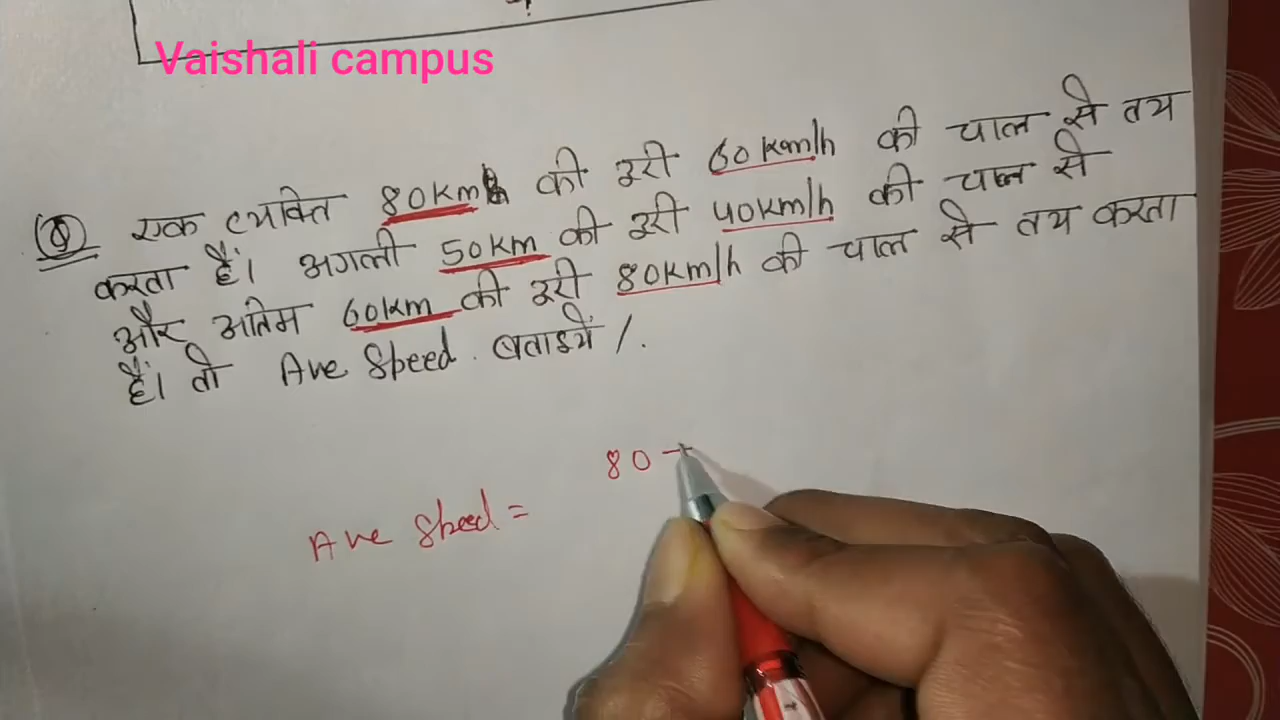 Vaishali campus
Q एक व्यक्ति 80km की दूरी 60km/h की चाल से तय
करता हैं। अगली 50km की दूरी 40km/h की चाल से
और अंतिम 60km की दूरी 80km/h की चाल से तय करता
हैं। तो Ave Speed. बताइयें /.
80 +
Ave Speed =